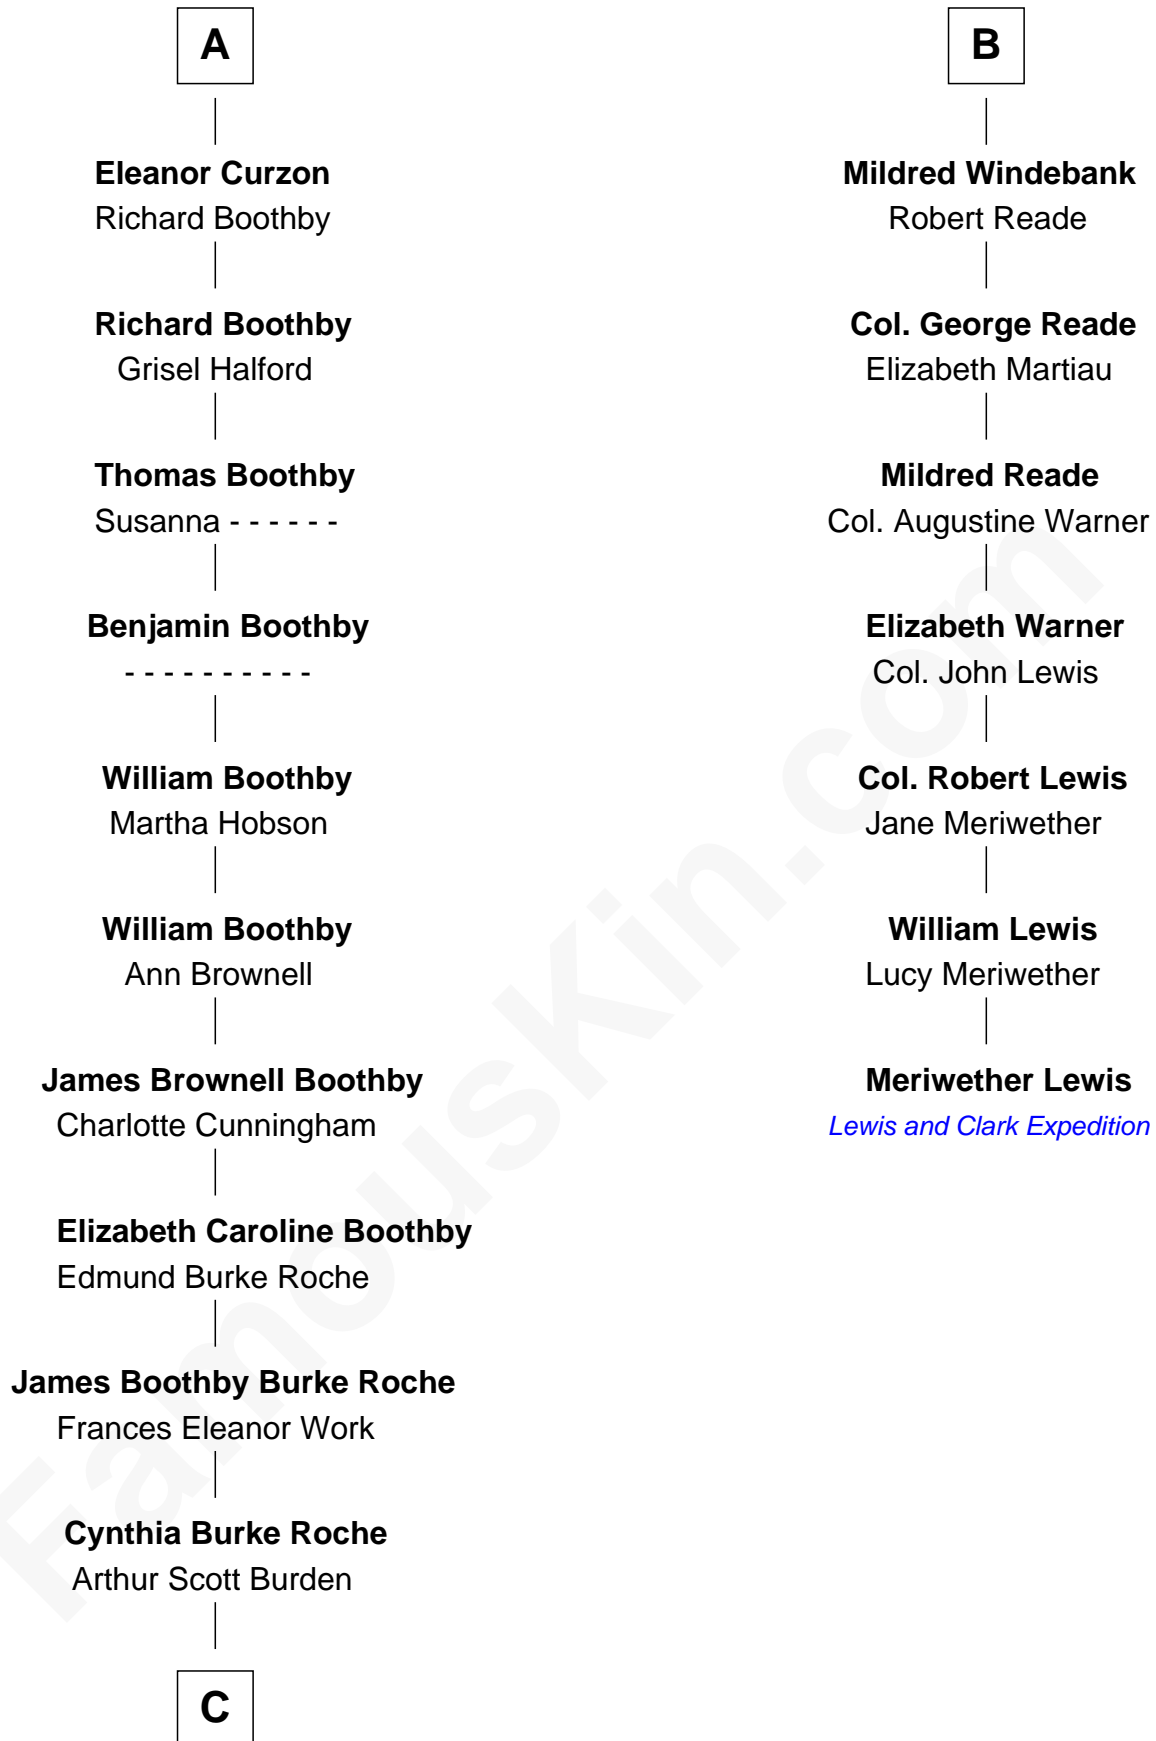 A
Eleanor Curzon
Richard Boothby
Richard Boothby
Grisel Halford
Thomas Boothby
Susanna - - - - - -
Benjamin Boothby
- - - - - - - - - -
William Boothby
Martha Hobson
William Boothby
Ann Brownell
James Brownell Boothby
Charlotte Cunningham
Elizabeth Caroline Boothby
Edmund Burke Roche
James Boothby Burke Roche
Frances Eleanor Work
Cynthia Burke Roche
Arthur Scott Burden
C
B
Mildred Windebank
Robert Reade
Col. George Reade
Elizabeth Martiau
Mildred Reade
Col. Augustine Warner
Elizabeth Warner
Col. John Lewis
Col. Robert Lewis
Jane Meriwether
William Lewis
Lucy Meriwether
Meriwether Lewis
Lewis and Clark Expedition
FamousKin.com